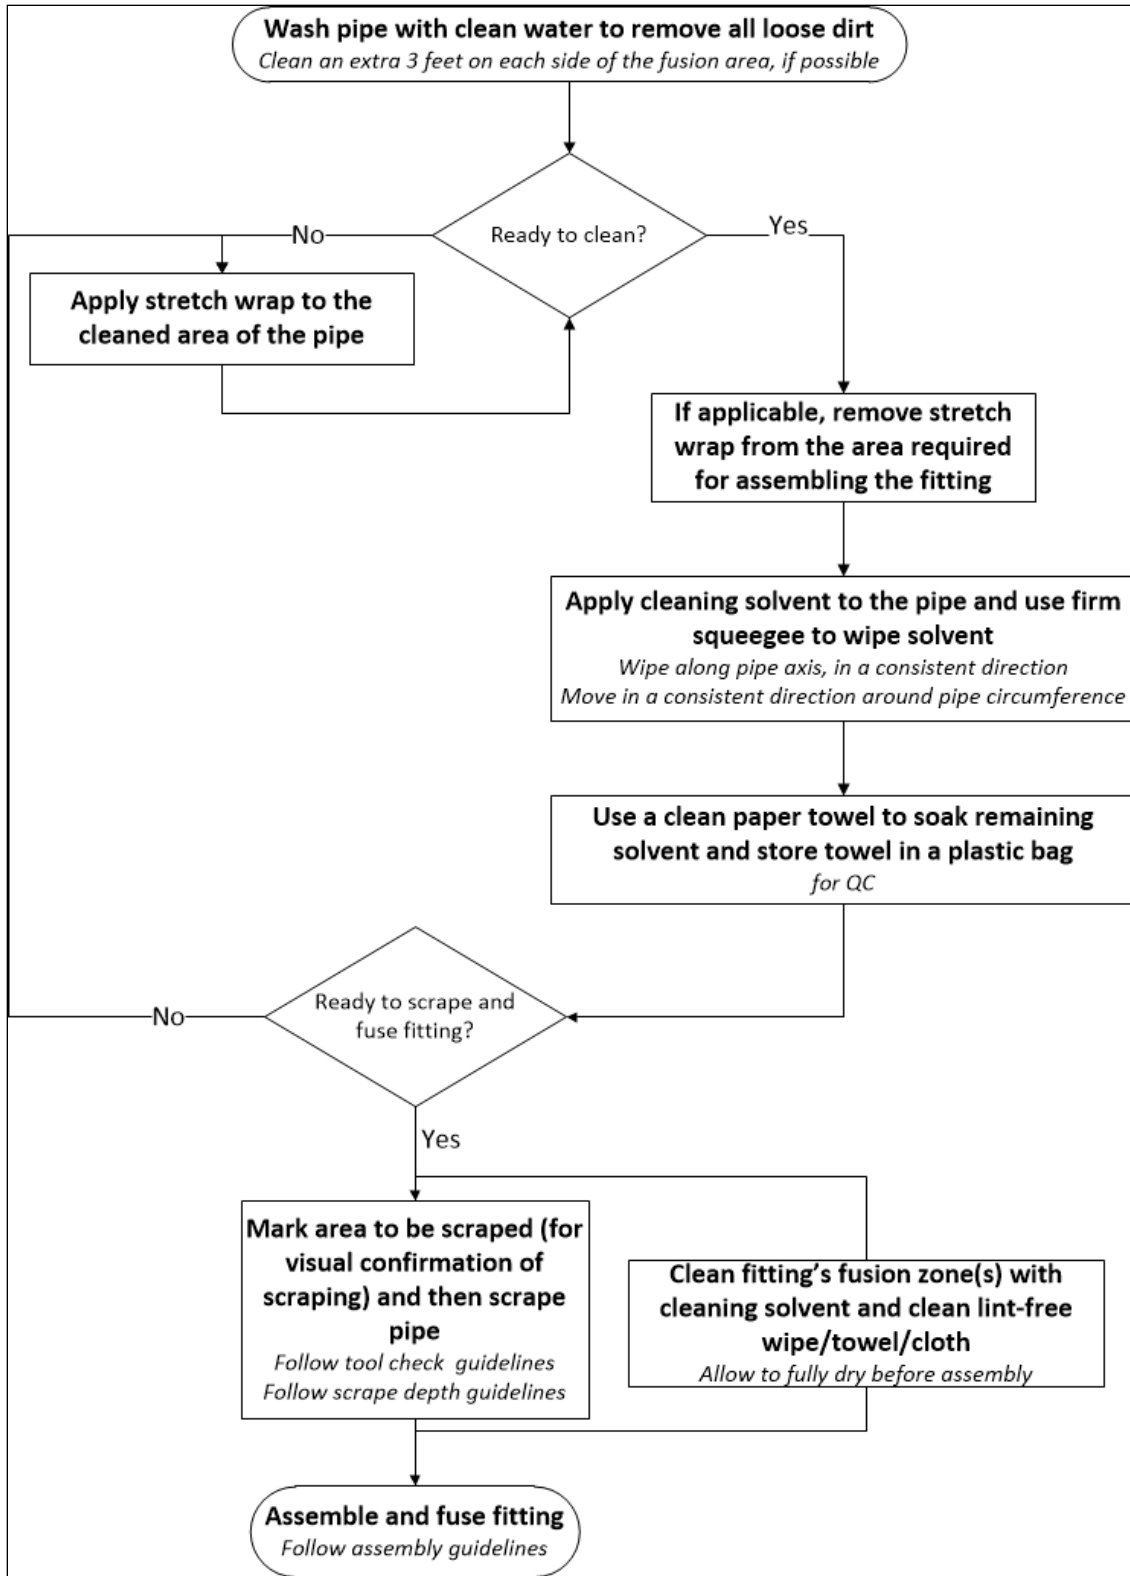 Wash pipe with clean water to remove all loose dirt
Clean an extra 3 feet on each side of the fusion area, if possible
Ready to clean?
No
Yes
Apply stretch wrap to the
cleaned area of the pipe
If applicable, remove stretch
wrap from the area required
for assembling the fitting
Apply cleaning solvent to the pipe and use firm
squeegee to wipe solvent
Wipe along pipe axis, in a consistent direction
Move in a consistent direction around pipe circumference
Use a clean paper towel to soak remaining
solvent and store towel in a plastic bag
for QC
Ready to scrape and
fuse fitting?
No
Yes
Mark area to be scraped (for
visual confirmation of
scraping) and then scrape
pipe
Follow tool check guidelines
Follow scrape depth guidelines
Clean fitting’s fusion zone(s) with
cleaning solvent and clean lint-free
wipe/towel/cloth
Allow to fully dry before assembly
Assemble and fuse fitting
Follow assembly guidelines